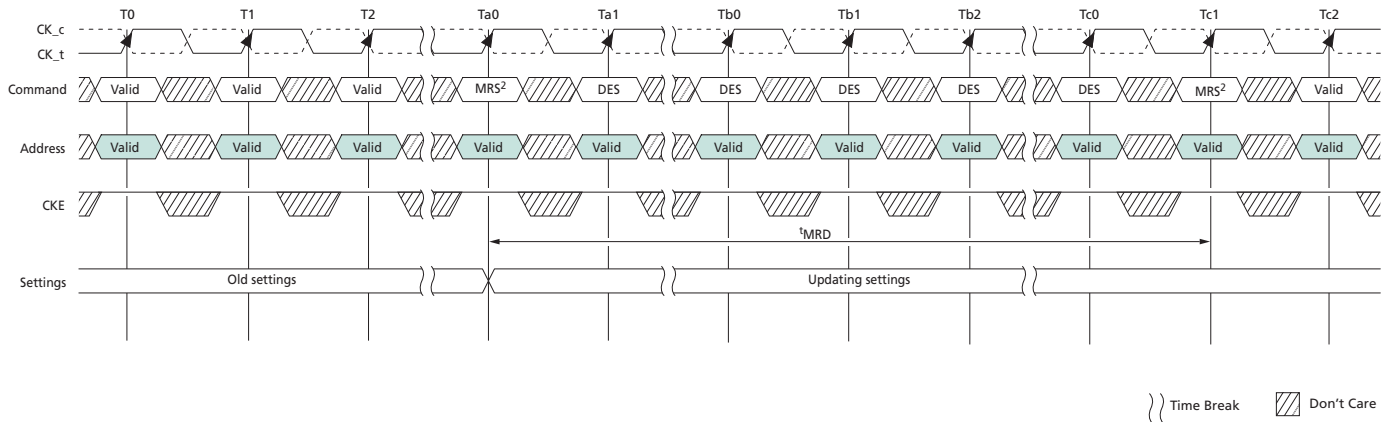 T0 T1 T2 Ta0 Ta1 Tb0 Tb1 Tb2 Tc0 Tc1 Tc2
CK_c
CK_t
Command Valid Valid Valid MRS² DES DES DES DES DES MRS² Valid
Address Valid Valid Valid Valid Valid Valid Valid Valid Valid Valid Valid
CKE
ᵗMRD
Settings Old settings Updating settings
Time Break Don't Care